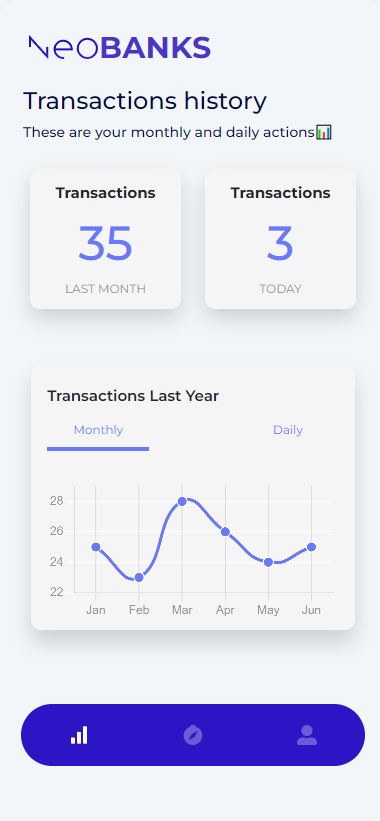 NeoBANKS
Transactions history
These are your monthly and daily actions📊
Transactions
35
LAST MONTH
Transactions
3
TODAY
Transactions Last Year
Monthly Daily
28
26
24
22
Jan Feb Mar Apr May Jun